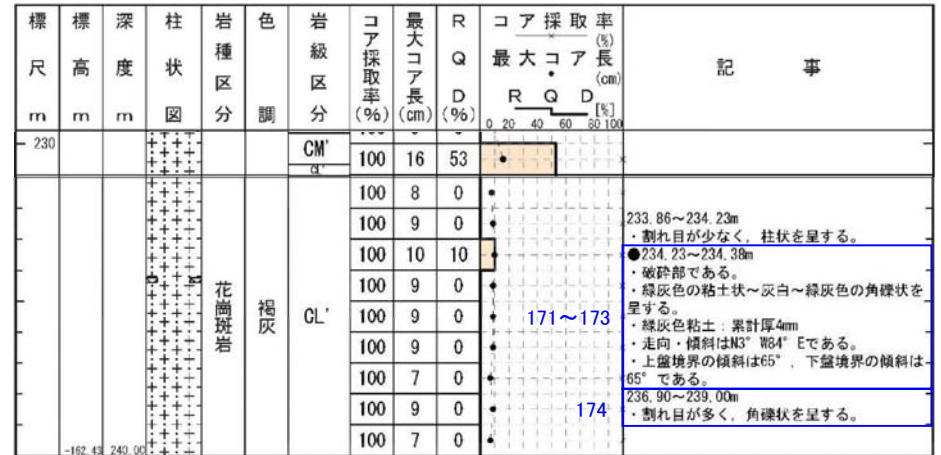 標尺 m
標高 m
深度 m
柱状図
岩種区分
色調
岩級区分
コア採取率(%)
最大コア長(cm)
RQD(%)
コア採取率(%)
最大コア長(cm)
RQD[%]
0 20 40 60 80 100
記事
230
CM' 100 16 53
CL'
100 8 0
100 9 0
100 10 10
100 9 0
100 9 0
100 9 0
100 7 0
100 9 0
100 7 0
花崗斑岩
褐灰
CL'
-162.43 240.00
233.86～234.23m
・割れ目が少なく，柱状を呈する。
171～173
●234.23～234.38m
・破砕部である。
・緑灰色の粘土状～灰白～緑灰色の角礫状を
呈する。
・緑灰色粘土：累計厚4mm
・走向・傾斜はN3° W84° Eである。
・上盤境界の傾斜は65°，下盤境界の傾斜は
65°である。
174
236.90～239.00m
・割れ目が多く，角礫状を呈する。